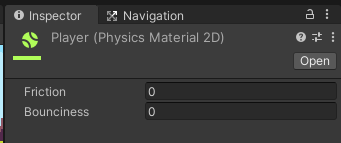 Inspector Navigation
Player (Physics Material 2D)
Open
Friction 0
Bounciness 0